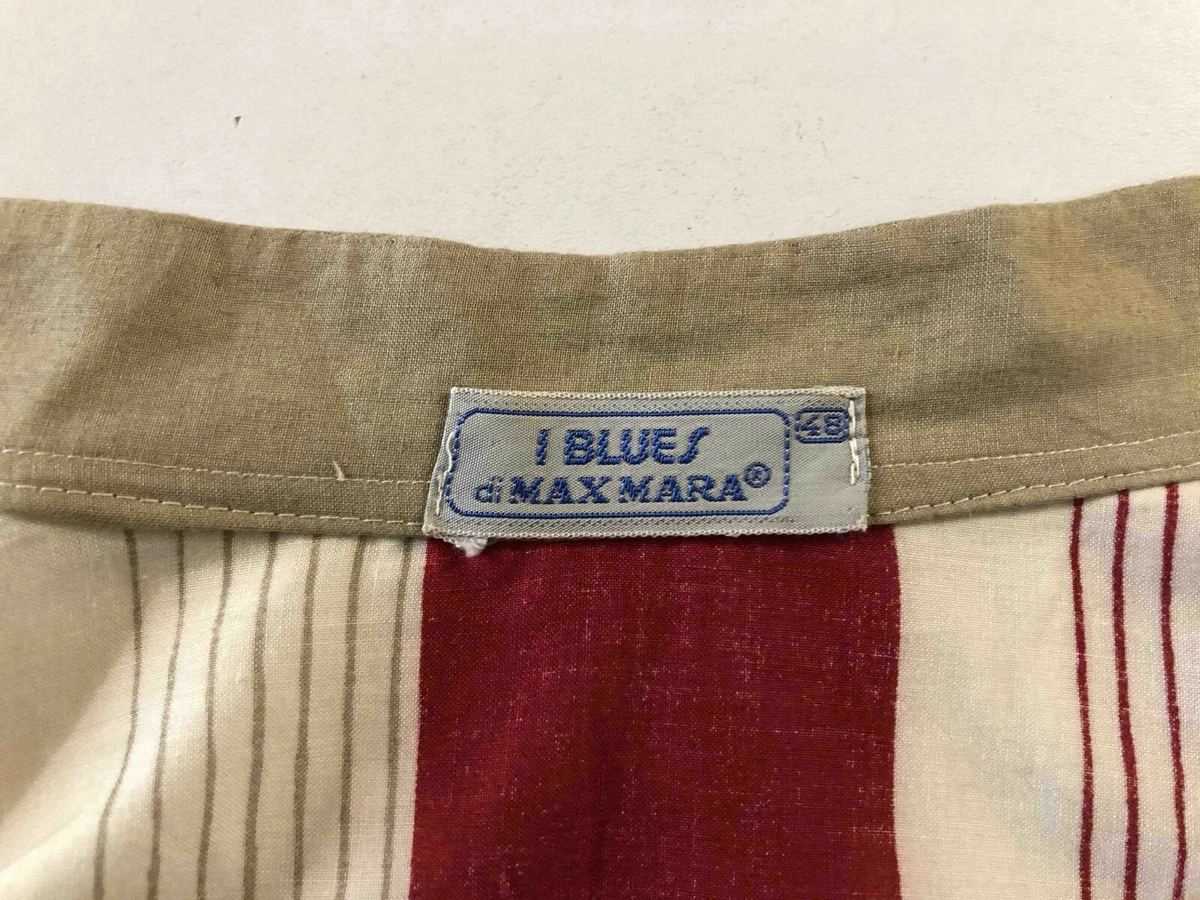 I BLUES
di MAX MARA®
48